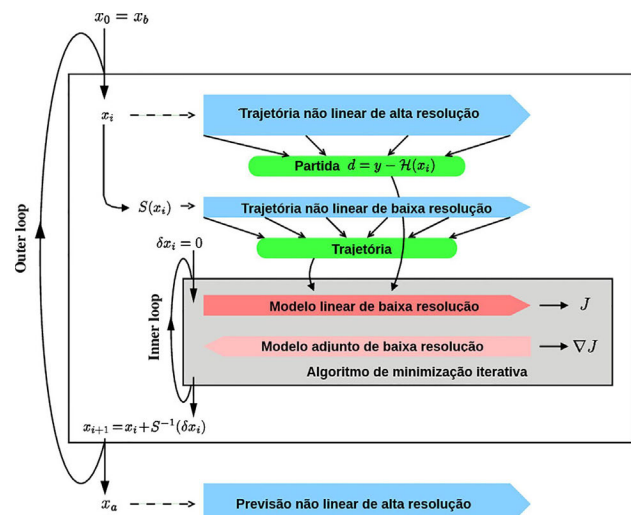 x₀ = x_b
x_i
Trajetória não linear de alta resolução
Partida d = y − ℋ(x_i)
S(x_i)
Trajetória não linear de baixa resolução
Trajetória
δx_i = 0
Outer loop
Inner loop
Modelo linear de baixa resolução
J
Modelo adjunto de baixa resolução
∇J
Algoritmo de minimização iterativa
x_{i+1} = x_i + S⁻¹(δx_i)
x_a
Previsão não linear de alta resolução